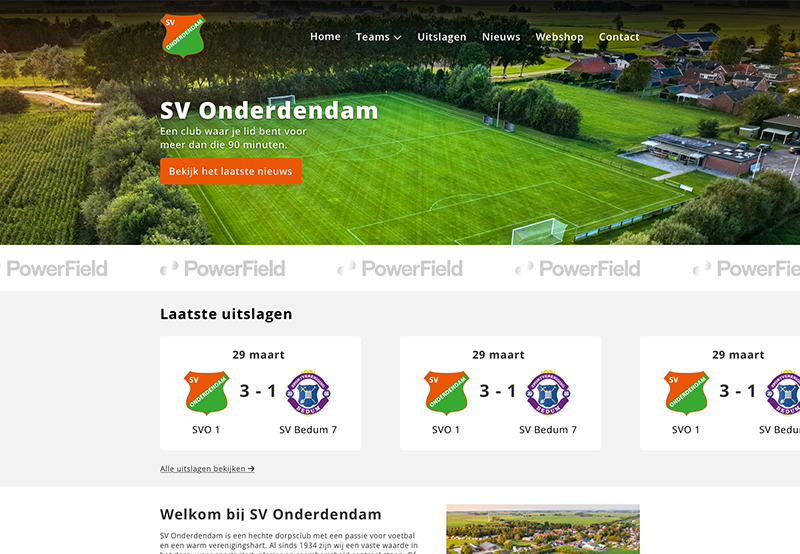 SV
ONDERDENDAM
Home Teams Uitslagen Nieuws Webshop Contact
SV Onderdendam
Een club waar je lid bent voor
meer dan die 90 minuten.
Bekijk het laatste nieuws
PowerField PowerField PowerField PowerField PowerFie
Laatste uitslagen
29 maart 29 maart 29 maart
SV ONDERDENDAM 3 - 1 BEDUM SV ONDERDENDAM 3 - 1 BEDUM SV ONDERDENDAM 3 - 1
SVO 1 SV Bedum 7 SVO 1 SV Bedum 7 SVO 1 SV Bedu
Alle uitslagen bekijken →
Welkom bij SV Onderdendam
SV Onderdendam is een hechte dorpsclub met een passie voor voetbal
en een warm verenigingshart. Al sinds 1934 zijn wij een vaste waarde in